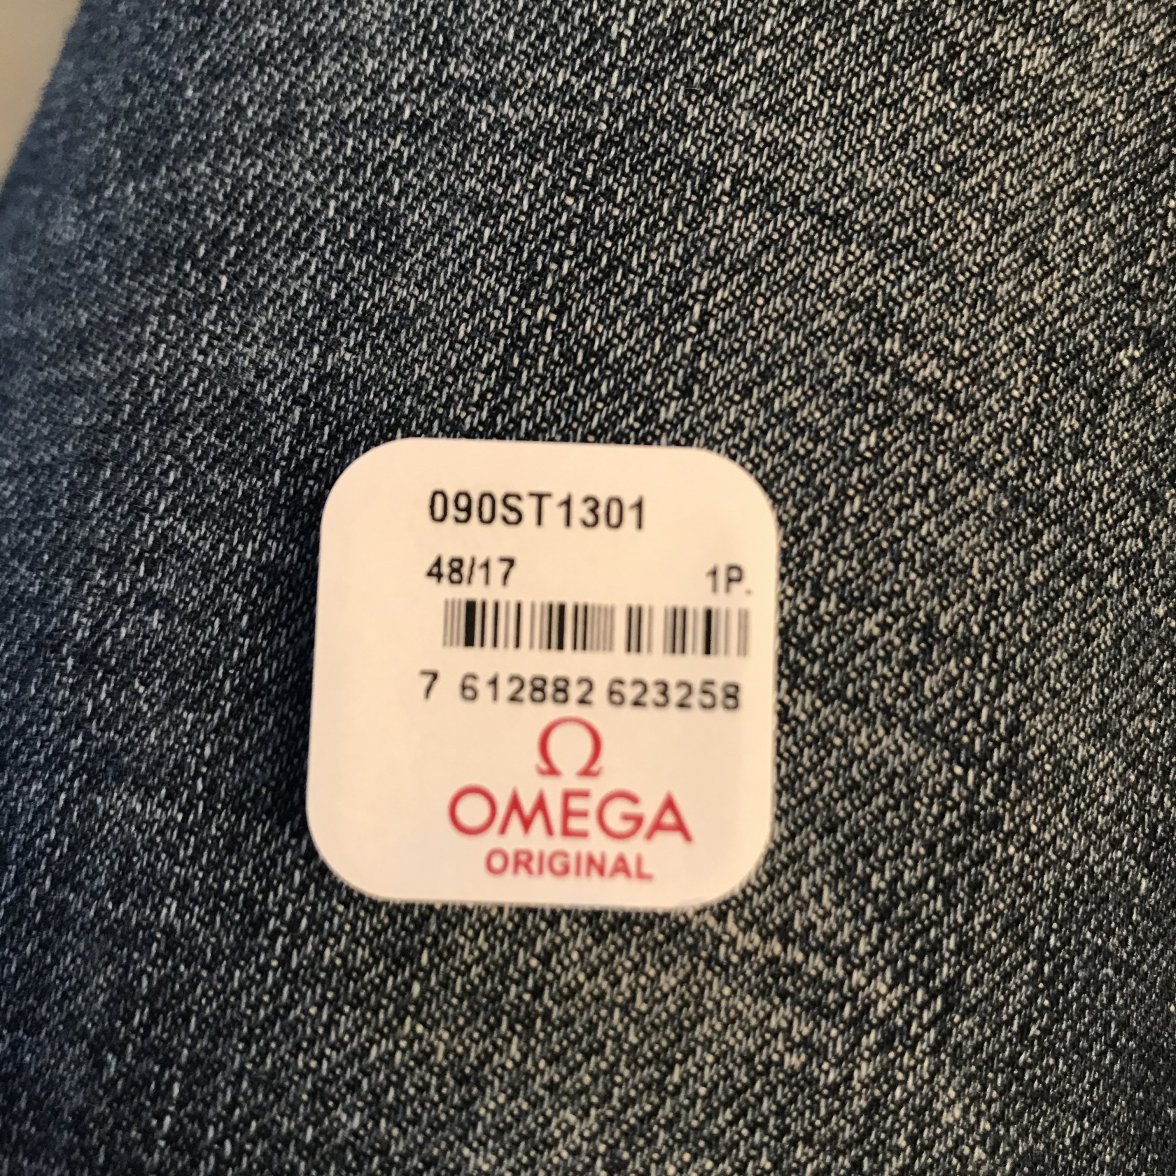 090ST1301
48/17 1P.
7 612882 623258
Ω
OMEGA
ORIGINAL